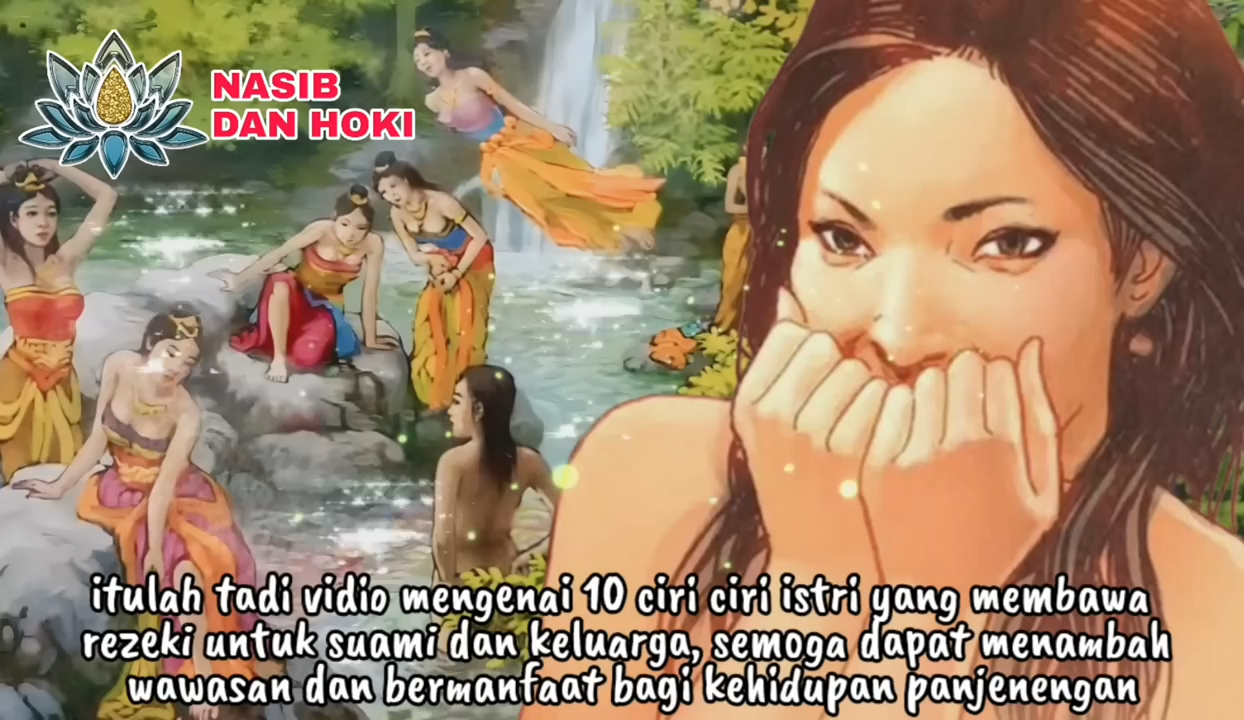 NASIB
DAN HOKI
itulah tadi vidio mengenai 10 ciri ciri istri yang membawa
rezeki untuk suami dan keluarga, semoga dapat menambah
wawasan dan bermanfaat bagi kehidupan panjenengan